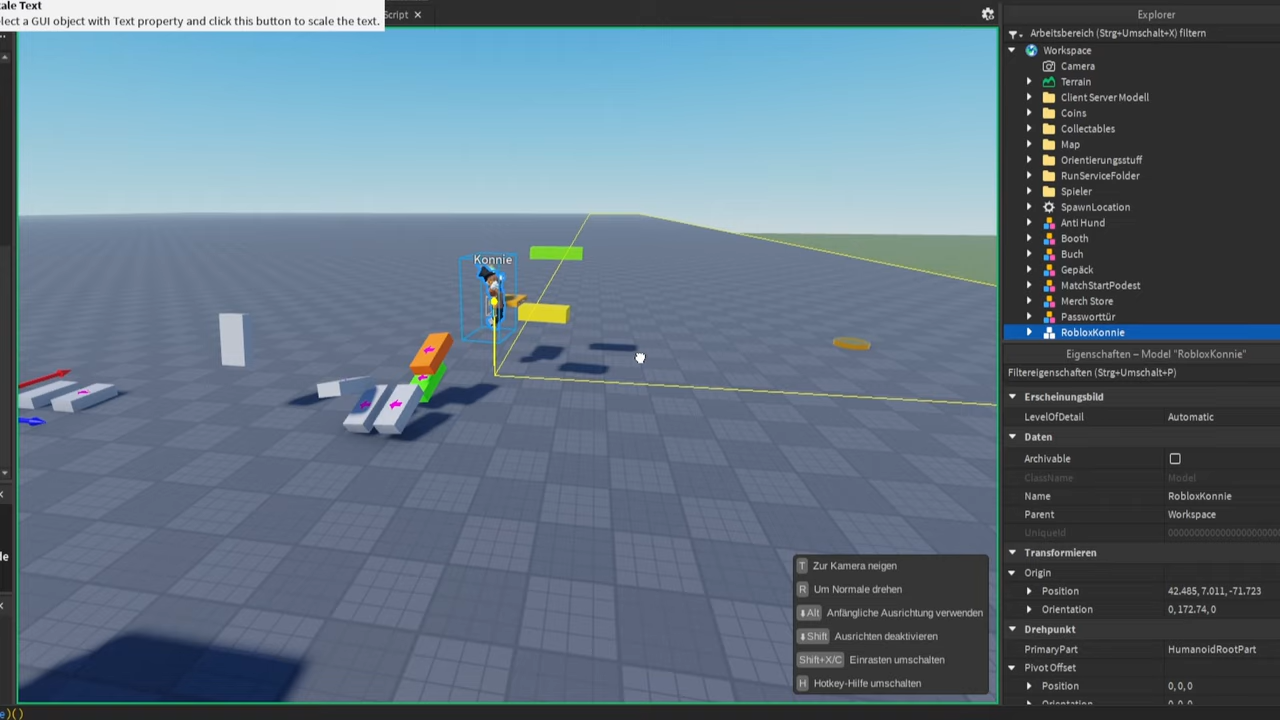 ale Text
lect a GUI object with Text property and click this button to scale the text.
Script ✕
Konnie
T Zur Kamera neigen
R Um Normale drehen
Alt Anfängliche Ausrichtung verwenden
Shift Ausrichten deaktivieren
Shift+X/C Einrasten umschalten
H Hotkey-Hilfe umschalten
Explorer
Arbeitsbereich (Strg+Umschalt+X) filtern
Workspace
Camera
Terrain
Client Server Modell
Coins
Collectables
Map
Orientierungsstuff
RunServiceFolder
Spieler
SpawnLocation
Anti Hund
Booth
Buch
Gepäck
MatchStartPodest
Merch Store
Passworttür
RobloxKonnie
Eigenschaften – Model "RobloxKonnie"
Filtereigenschaften (Strg+Umschalt+P)
Erscheinungsbild
LevelOfDetail Automatic
Daten
Archivable
ClassName Model
Name RobloxKonnie
Parent Workspace
UniqueId
Transformieren
Origin
Position 42.485, 7.011, -71.723
Orientation 0, 172.74, 0
Drehpunkt
PrimaryPart HumanoidRootPart
Pivot Offset
Position 0, 0, 0
e)()